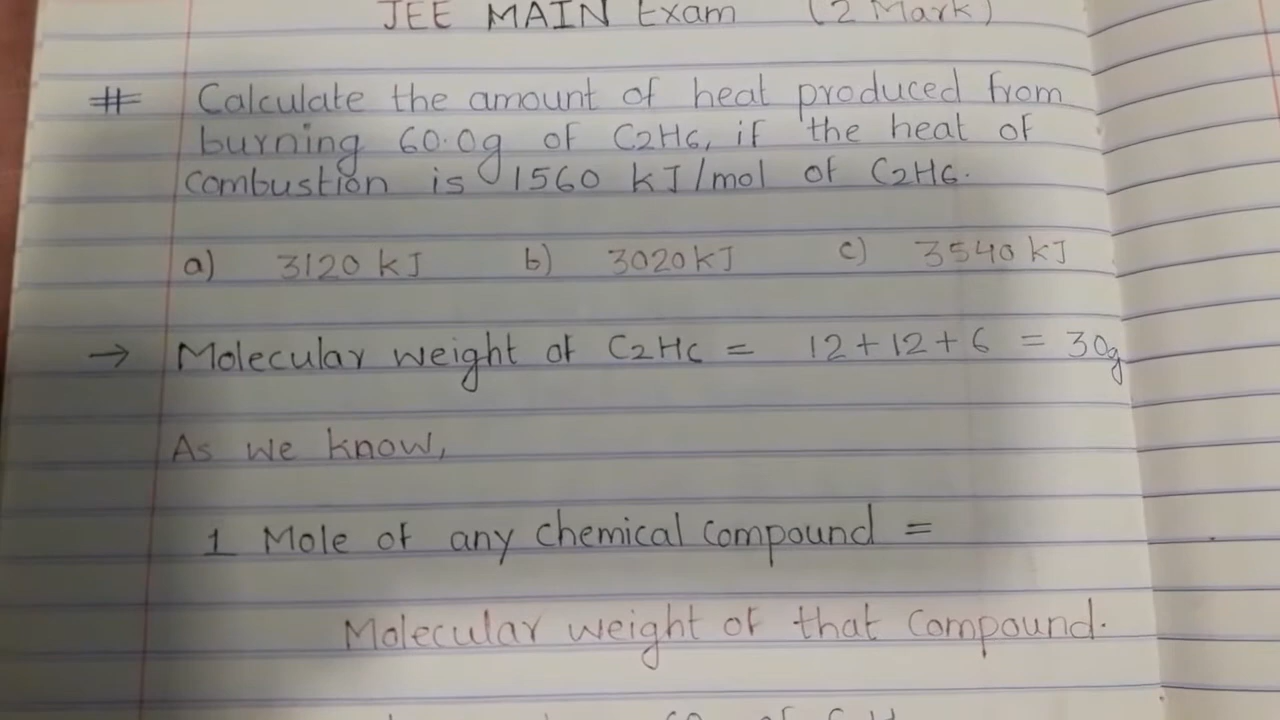 JEE MAIN Exam (2 Mark)
# Calculate the amount of heat produced from
burning 60.0g of C2H6, if the heat of
combustion is 1560 kJ/mol of C2H6.
a) 3120 kJ b) 3020 kJ c) 3540 kJ
→ Molecular weight of C2H6 = 12+12+6 = 30g
As we know,
1 Mole of any chemical compound =
Molecular weight of that compound.